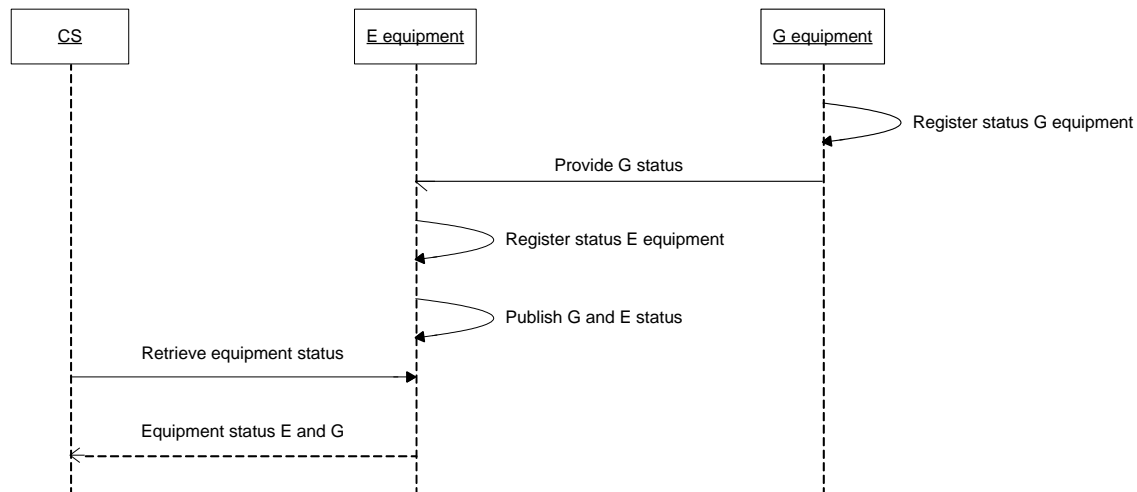 CS
E equipment
G equipment
Register status G equipment
Provide G status
Register status E equipment
Publish G and E status
Retrieve equipment status
Equipment status E and G